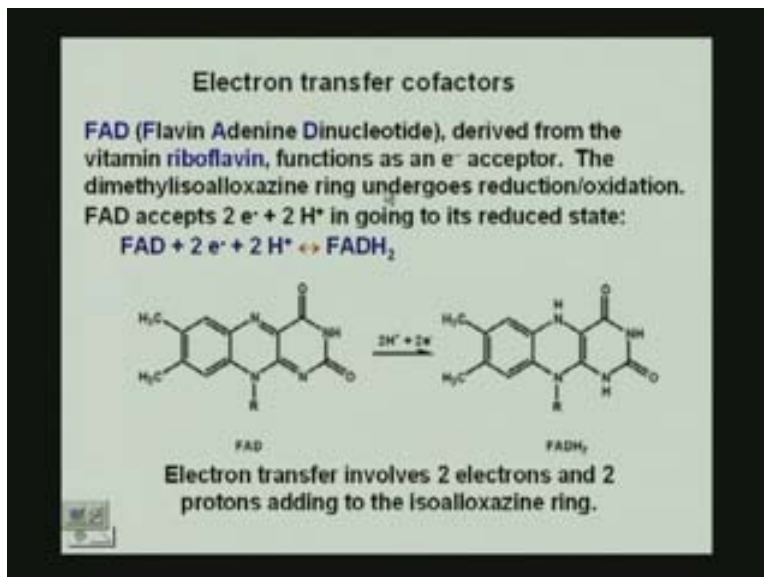 Electron transfer cofactors
FAD (Flavin Adenine Dinucleotide), derived from the
vitamin riboflavin, functions as an e⁻ acceptor. The
dimethylisoalloxazine ring undergoes reduction/oxidation.
FAD accepts 2 e⁻ + 2 H⁺ in going to its reduced state:
FAD + 2 e⁻ + 2 H⁺ ↔ FADH₂
O H O
H₃C N NH 2H⁺ + 2e⁻ H₃C N NH
H₃C N N O H₃C N N O
R R H
FAD FADH₂
Electron transfer involves 2 electrons and 2
protons adding to the isoalloxazine ring.